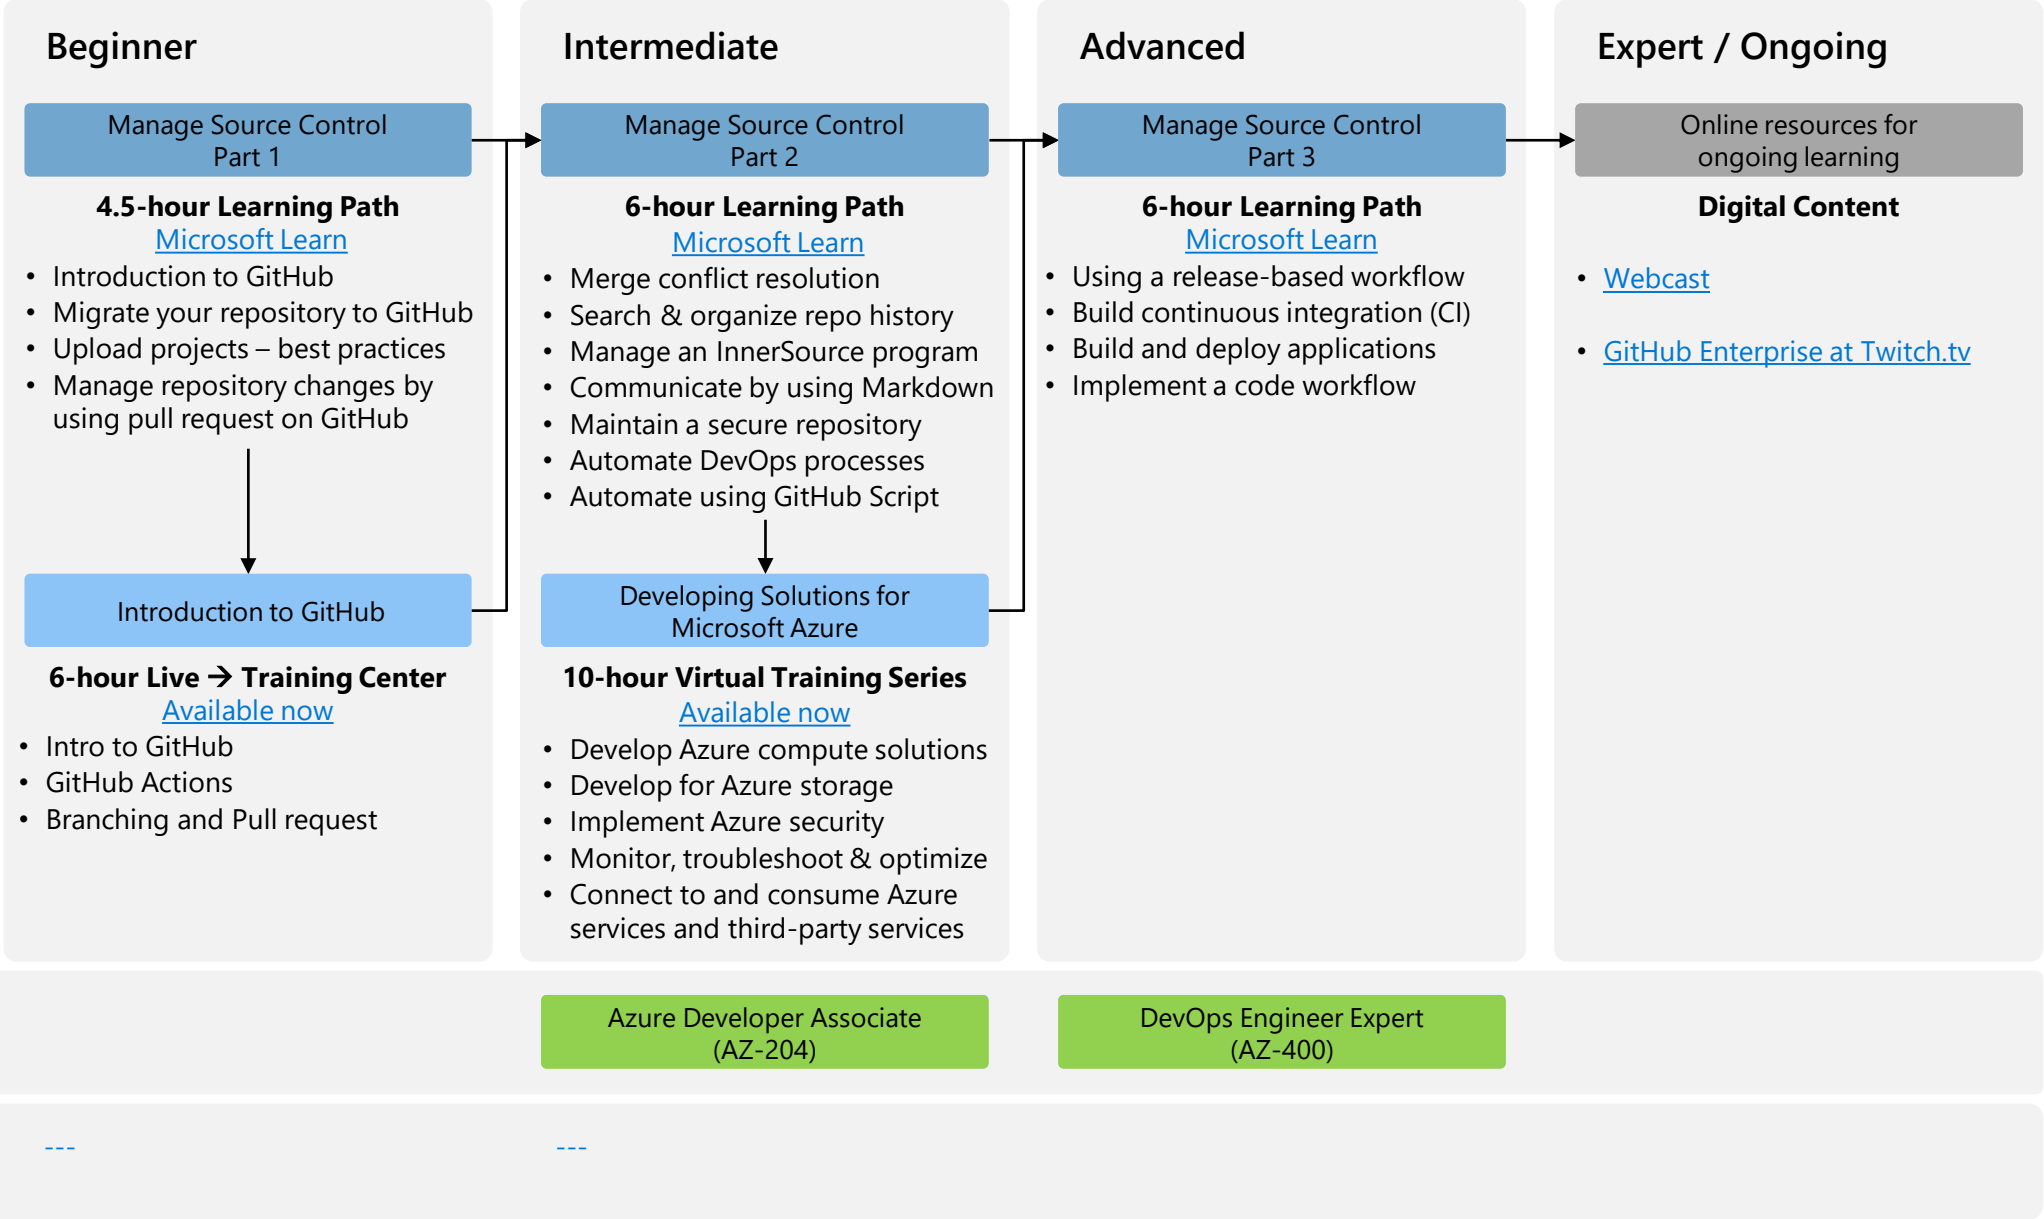 Beginner
Manage Source Control
Part 1
4.5-hour Learning Path
Microsoft Learn
• Introduction to GitHub
• Migrate your repository to GitHub
• Upload projects – best practices
• Manage repository changes by
using pull request on GitHub
Introduction to GitHub
6-hour Live → Training Center
Available now
• Intro to GitHub
• GitHub Actions
• Branching and Pull request
Intermediate
Manage Source Control
Part 2
6-hour Learning Path
Microsoft Learn
• Merge conflict resolution
• Search & organize repo history
• Manage an InnerSource program
• Communicate by using Markdown
• Maintain a secure repository
• Automate DevOps processes
• Automate using GitHub Script
Developing Solutions for
Microsoft Azure
10-hour Virtual Training Series
Available now
• Develop Azure compute solutions
• Develop for Azure storage
• Implement Azure security
• Monitor, troubleshoot & optimize
• Connect to and consume Azure
services and third-party services
Advanced
Manage Source Control
Part 3
6-hour Learning Path
Microsoft Learn
• Using a release-based workflow
• Build continuous integration (CI)
• Build and deploy applications
• Implement a code workflow
Expert / Ongoing
Online resources for
ongoing learning
Digital Content
• Webcast
• GitHub Enterprise at Twitch.tv
Azure Developer Associate
(AZ-204)
DevOps Engineer Expert
(AZ-400)
---
---